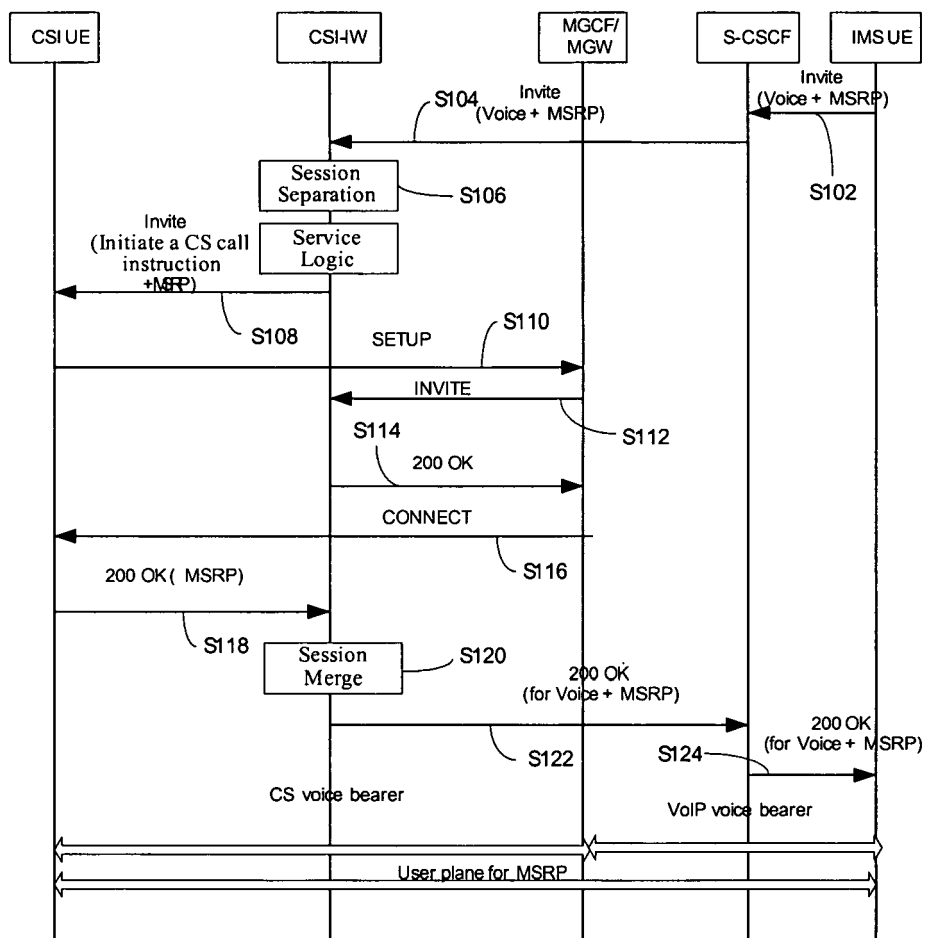 CSI UE
CSI-IW
MGCF/
MGW
S-CSCF
IMS UE
Invite
(Voice + MSRP)
S104
Invite
(Voice + MSRP)
S102
Session
Separation
S106
Invite
(Initiate a CS call
instruction
+MSRP)
Service
Logic
S108
S110
SETUP
INVITE
S112
S114
200 OK
CONNECT
S116
200 OK ( MSRP)
S118
Session
Merge
S120
200 OK
(for Voice + MSRP)
S122
200 OK
(for Voice + MSRP)
S124
CS voice bearer
VoIP voice bearer
User plane for MSRP